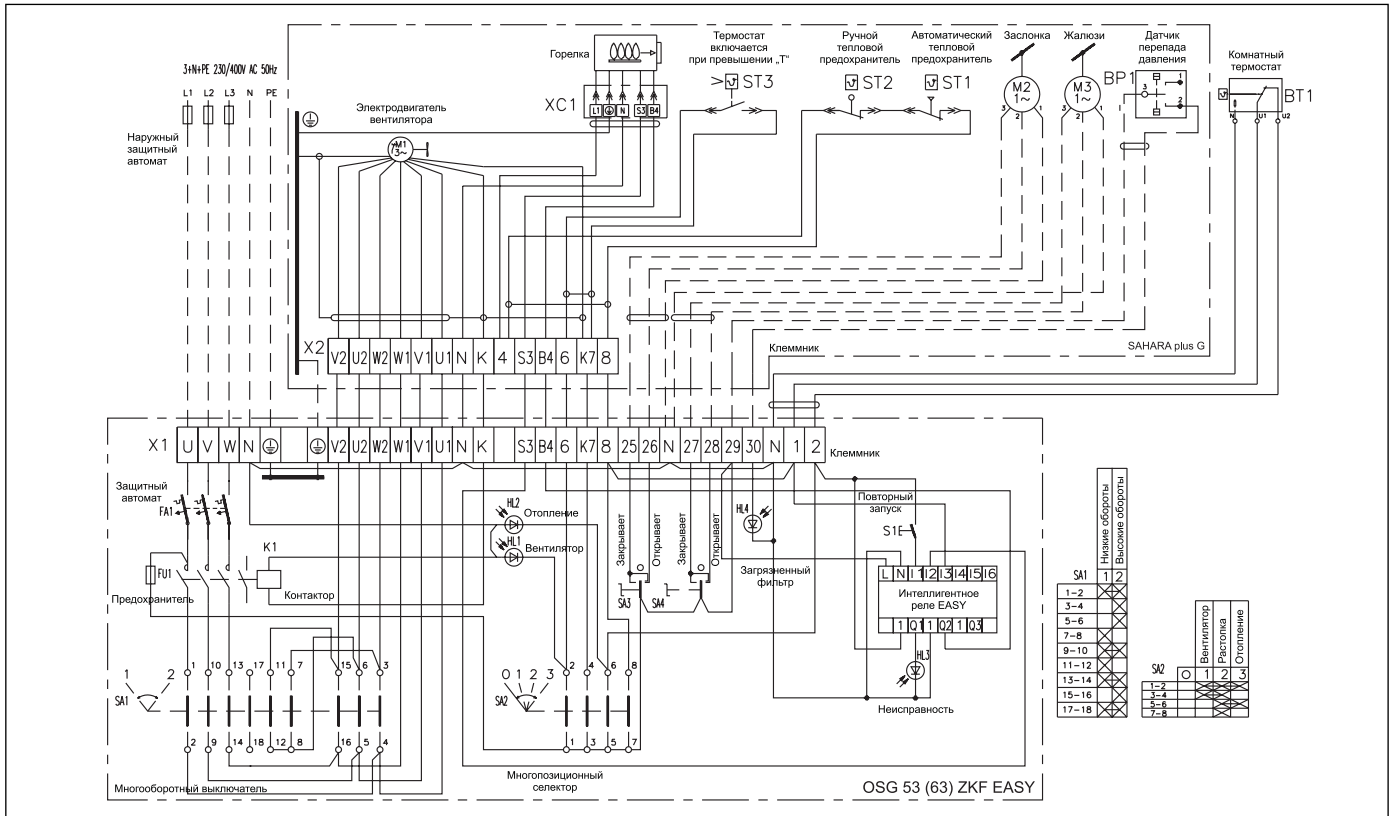 3+N+PE 230/400V AC 50Hz
L1 L2 L3 N PE
Наружный
защитный
автомат
Электродвигатель
вентилятора
M1
3~
Горелка
XC1
L1 N S3 B4
Термостат
включается
при превышении „Т"
ST3
Ручной
тепловой
предохранитель
ST2
Автоматический
тепловой
предохранитель
ST1
Заслонка
M2
1~
3 2 1
Жалюзи
M3
1~
3 2 1
Датчик
перепада
давления
BP1
3 1 2
Комнатный
термостат
BT1
N U1 U2
X2 V2 U2 W2 W1 V1 U1 N K 4 S3 B4 6 K7 8
Клеммник
SAHARA plus G
X1 U V W N V2 U2 W2 W1 V1 U1 N K S3 B4 6 K7 8 25 26 N 27 28 29 30 N 1 2
Клеммник
Защитный
автомат
FA1
FU1
Предохранитель
K1
Контактор
HL2
Отопление
HL1
Вентилятор
Закрывает
Открывает
Закрывает
Открывает
SA3
SA4
HL4
Загрязненный
фильтр
Повторный
запуск
S1
L N I1 I2 I3 I4 I5 I6
Интеллигентное
реле EASY
1 Q1 1 Q2 1 Q3
HL3
Неисправность
SA1
1 2
1 10 13 17 11 7 15 6 3
2 9 14 18 12 8 16 5 4
Многооборотный выключатель
SA2
0 1 2 3
2 4 6 8
1 3 5 7
Многопозиционный
селектор
OSG 53 (63) ZKF EASY
Низкие обороты
Высокие обороты
SA1 1 2
1-2
3-4
5-6
7-8
9-10
11-12
13-14
15-16
17-18
Вентилятор
Растопка
Отопление
SA2 0 1 2 3
1-2
3-4
5-6
7-8